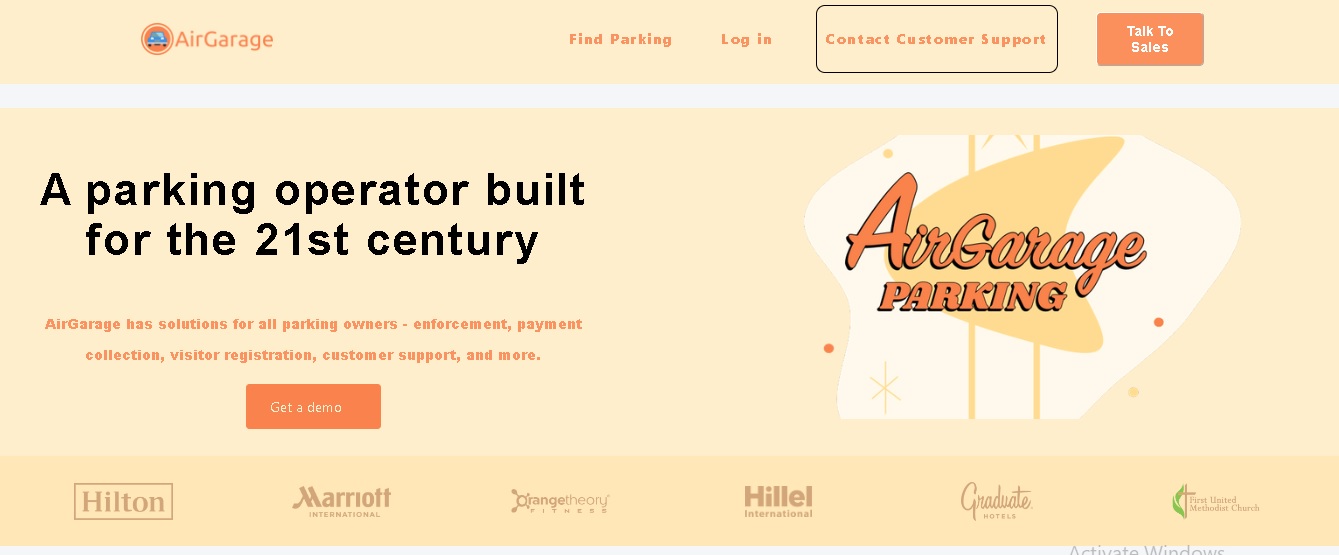 AirGarage
Find Parking
Log in
Contact Customer Support
Talk To
Sales
A parking operator built
for the 21st century
AirGarage has solutions for all parking owners - enforcement, payment
collection, visitor registration, customer support, and more.
Get a demo
AirGarage
PARKING
Hilton
Marriott
INTERNATIONAL
Orangetheory
FITNESS
Hillel
International
Graduate
HOTELS
First United
Methodist Church
Activate Windows